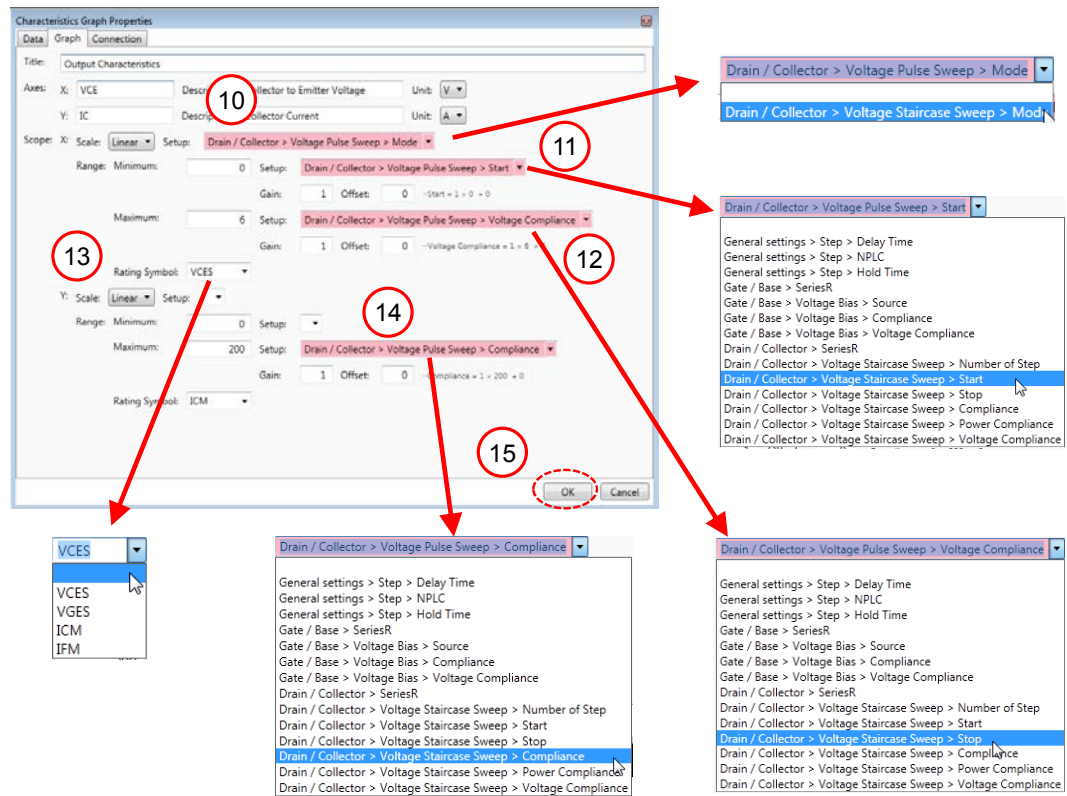 Characteristics Graph Properties
Data Graph Connection
Title: Output Characteristics
Axes: X: VCE Descri llector to Emitter Voltage Unit: V
Y: IC Descrip llector Current Unit: A
10
Scope: X: Scale: Linear Setup: Drain / Collector > Voltage Pulse Sweep > Mode
11
Range: Minimum: 0 Setup: Drain / Collector > Voltage Pulse Sweep > Start
Gain: 1 Offset: 0 →Start × 1 + 0 → 0
Maximum: 6 Setup: Drain / Collector > Voltage Pulse Sweep > Voltage Compliance
Gain: 1 Offset: 0 →Voltage Compliance × 1 + 6
12
13
Rating Symbol: VCES
Y: Scale: Linear Setup:
14
Range: Minimum: 0 Setup:
Maximum: 200 Setup: Drain / Collector > Voltage Pulse Sweep > Compliance
Gain: 1 Offset: 0 →Compliance × 1 + 200 → 0
Rating Symbol: ICM
15
OK Cancel
Drain / Collector > Voltage Pulse Sweep > Mode
Drain / Collector > Voltage Staircase Sweep > Mode
Drain / Collector > Voltage Pulse Sweep > Start
General settings > Step > Delay Time
General settings > Step > NPLC
General settings > Step > Hold Time
Gate / Base > SeriesR
Gate / Base > Voltage Bias > Source
Gate / Base > Voltage Bias > Compliance
Gate / Base > Voltage Bias > Voltage Compliance
Drain / Collector > SeriesR
Drain / Collector > Voltage Staircase Sweep > Number of Step
Drain / Collector > Voltage Staircase Sweep > Start
Drain / Collector > Voltage Staircase Sweep > Stop
Drain / Collector > Voltage Staircase Sweep > Compliance
Drain / Collector > Voltage Staircase Sweep > Power Compliance
Drain / Collector > Voltage Staircase Sweep > Voltage Compliance
VCES
VCES
VGES
ICM
IFM
Drain / Collector > Voltage Pulse Sweep > Compliance
General settings > Step > Delay Time
General settings > Step > NPLC
General settings > Step > Hold Time
Gate / Base > SeriesR
Gate / Base > Voltage Bias > Source
Gate / Base > Voltage Bias > Compliance
Gate / Base > Voltage Bias > Voltage Compliance
Drain / Collector > SeriesR
Drain / Collector > Voltage Staircase Sweep > Number of Step
Drain / Collector > Voltage Staircase Sweep > Start
Drain / Collector > Voltage Staircase Sweep > Stop
Drain / Collector > Voltage Staircase Sweep > Compliance
Drain / Collector > Voltage Staircase Sweep > Power Compliance
Drain / Collector > Voltage Staircase Sweep > Voltage Compliance
Drain / Collector > Voltage Pulse Sweep > Voltage Compliance
General settings > Step > Delay Time
General settings > Step > NPLC
General settings > Step > Hold Time
Gate / Base > SeriesR
Gate / Base > Voltage Bias > Source
Gate / Base > Voltage Bias > Compliance
Gate / Base > Voltage Bias > Voltage Compliance
Drain / Collector > SeriesR
Drain / Collector > Voltage Staircase Sweep > Number of Step
Drain / Collector > Voltage Staircase Sweep > Start
Drain / Collector > Voltage Staircase Sweep > Stop
Drain / Collector > Voltage Staircase Sweep > Compliance
Drain / Collector > Voltage Staircase Sweep > Power Compliance
Drain / Collector > Voltage Staircase Sweep > Voltage Compliance